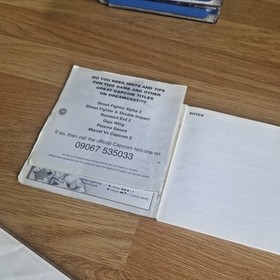 DO YOU NEED HINTS AND TIPS
FOR THIS GAME AND OTHER
GREAT CAPCOM TITLES
ON DREAMCAST?
Street Fighter Alpha 3
Street Fighter 3: Double Impact
Resident Evil 2
Giga Wing
Plasma Sword
Marvel Vs Capcom 2
If so, then call the official Capcom hint-line on
09067 535033
NOTES